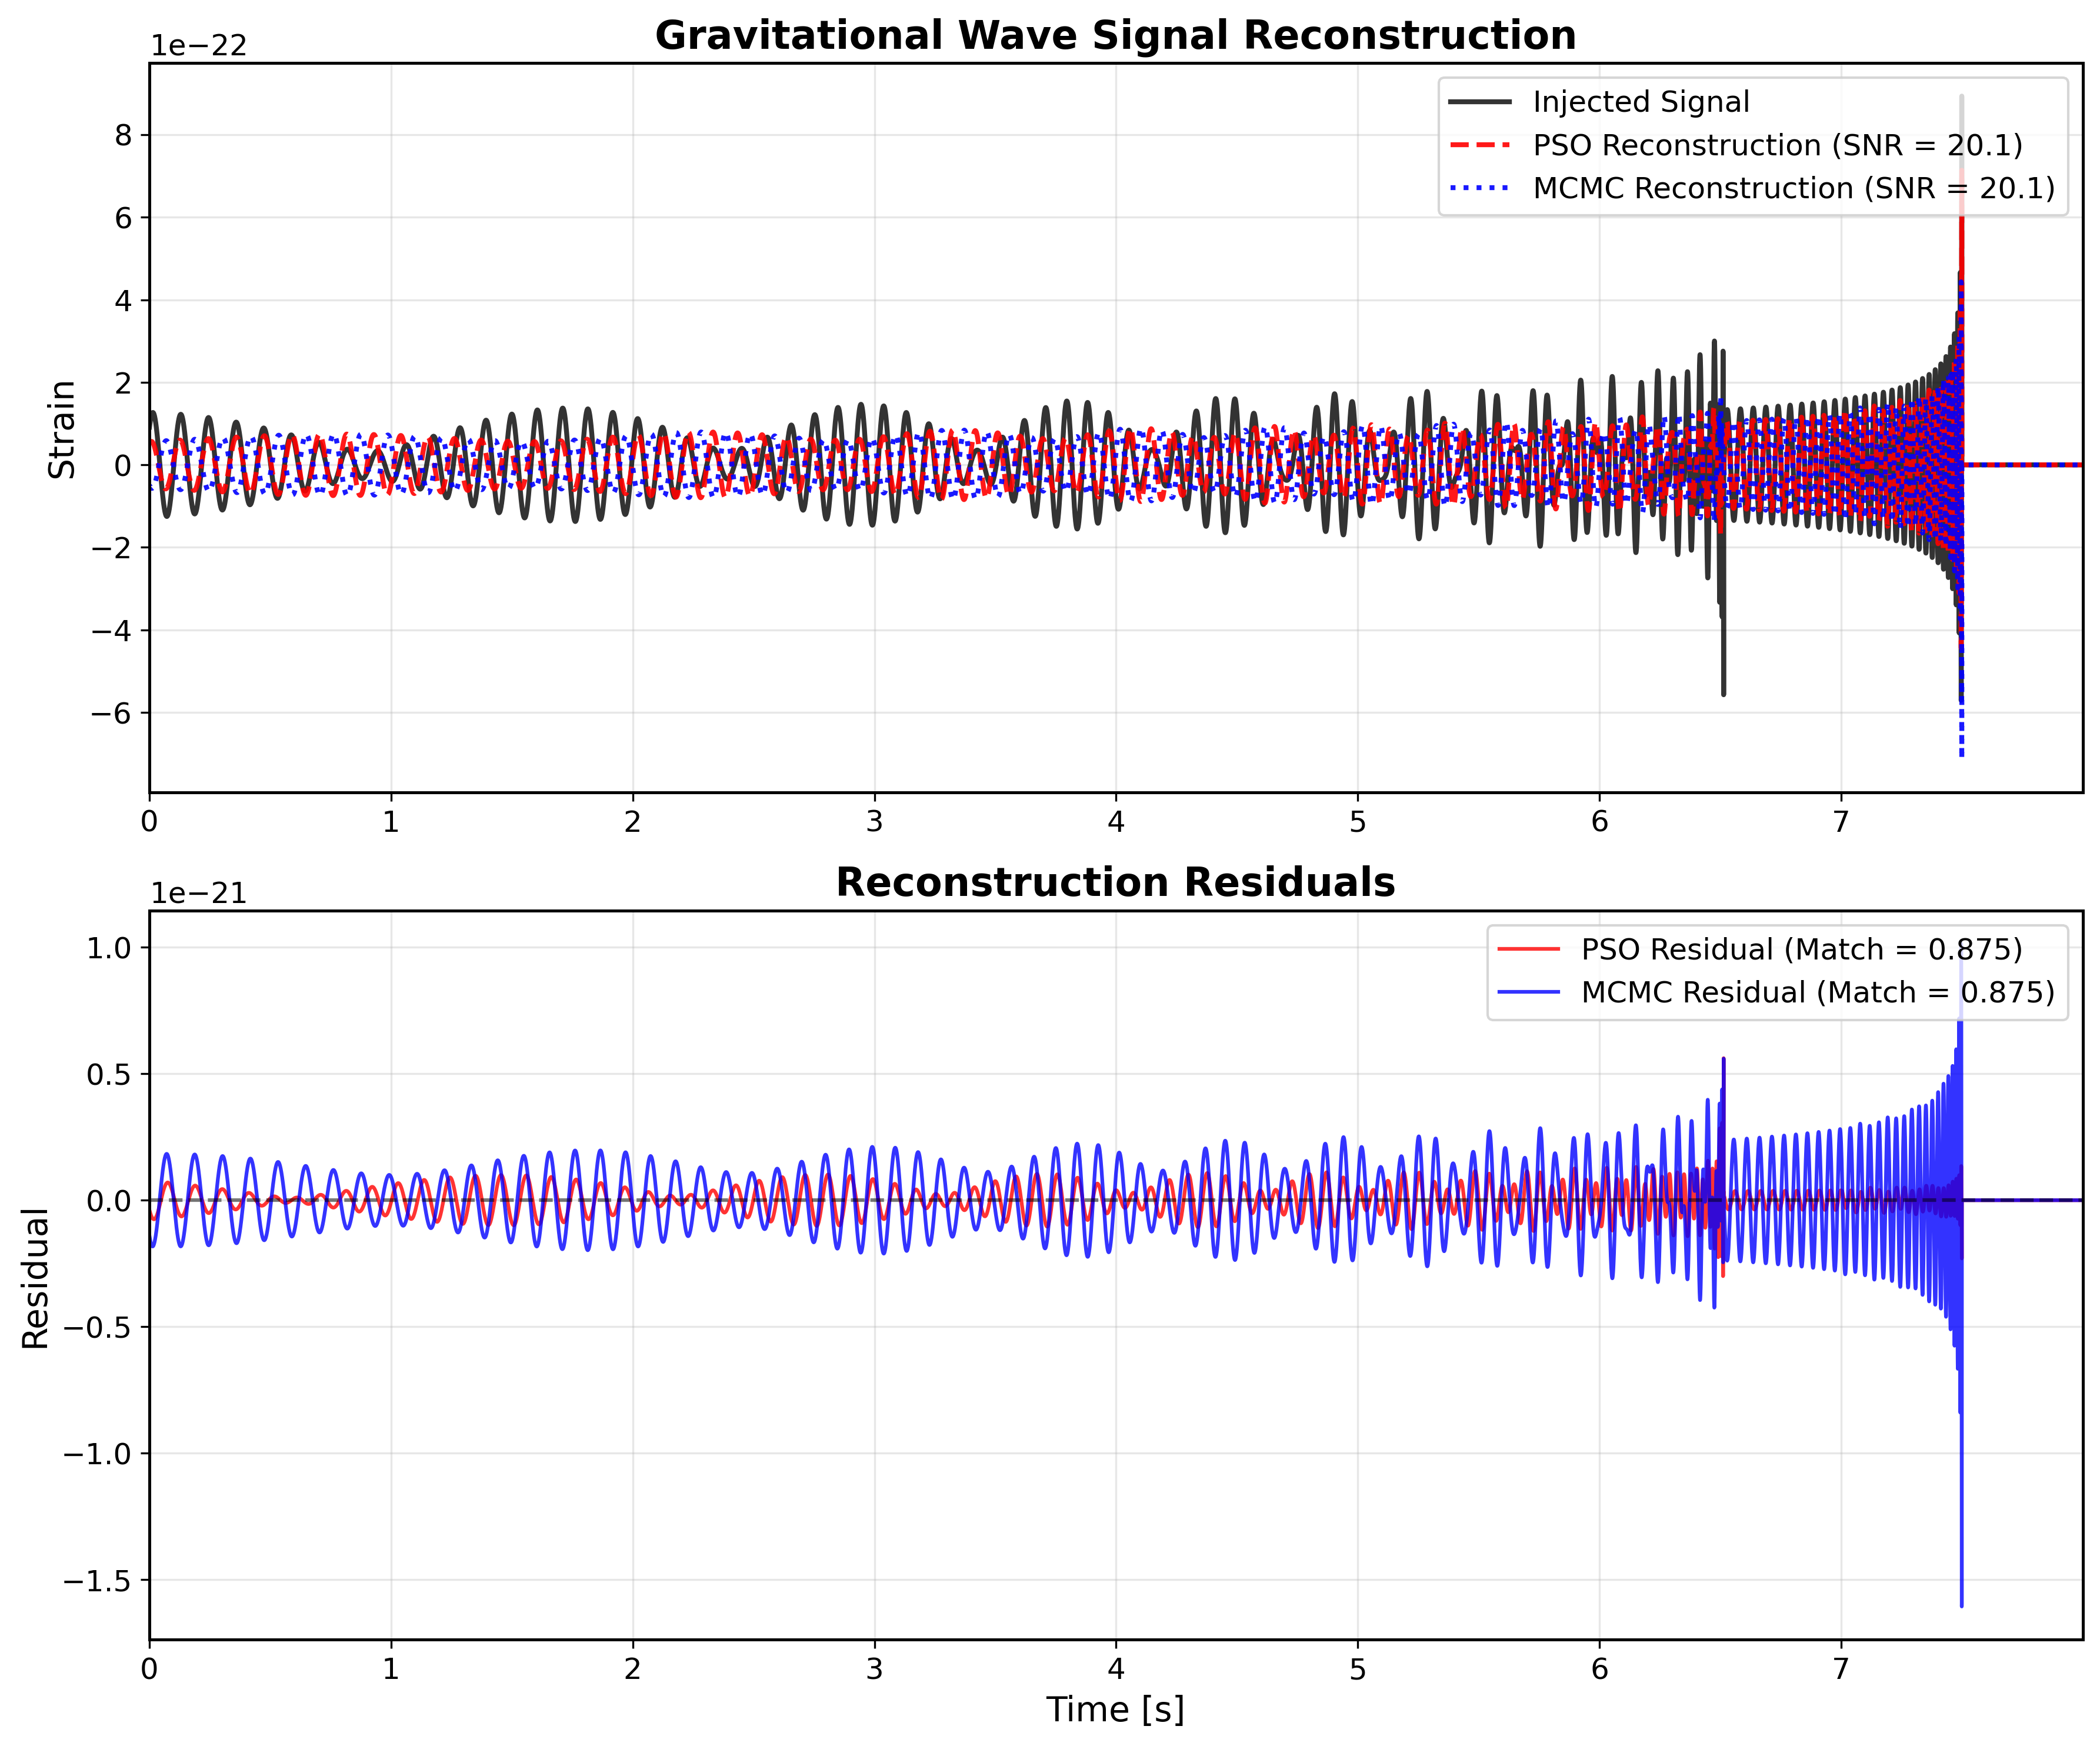 Gravitational Wave Signal Reconstruction
1e−22
Injected Signal
PSO Reconstruction (SNR = 20.1)
MCMC Reconstruction (SNR = 20.1)
8
6
4
2
0
−2
−4
−6
Strain
0 1 2 3 4 5 6 7
Reconstruction Residuals
1e−21
PSO Residual (Match = 0.875)
MCMC Residual (Match = 0.875)
1.0
0.5
0.0
−0.5
−1.0
−1.5
Residual
0 1 2 3 4 5 6 7
Time [s]